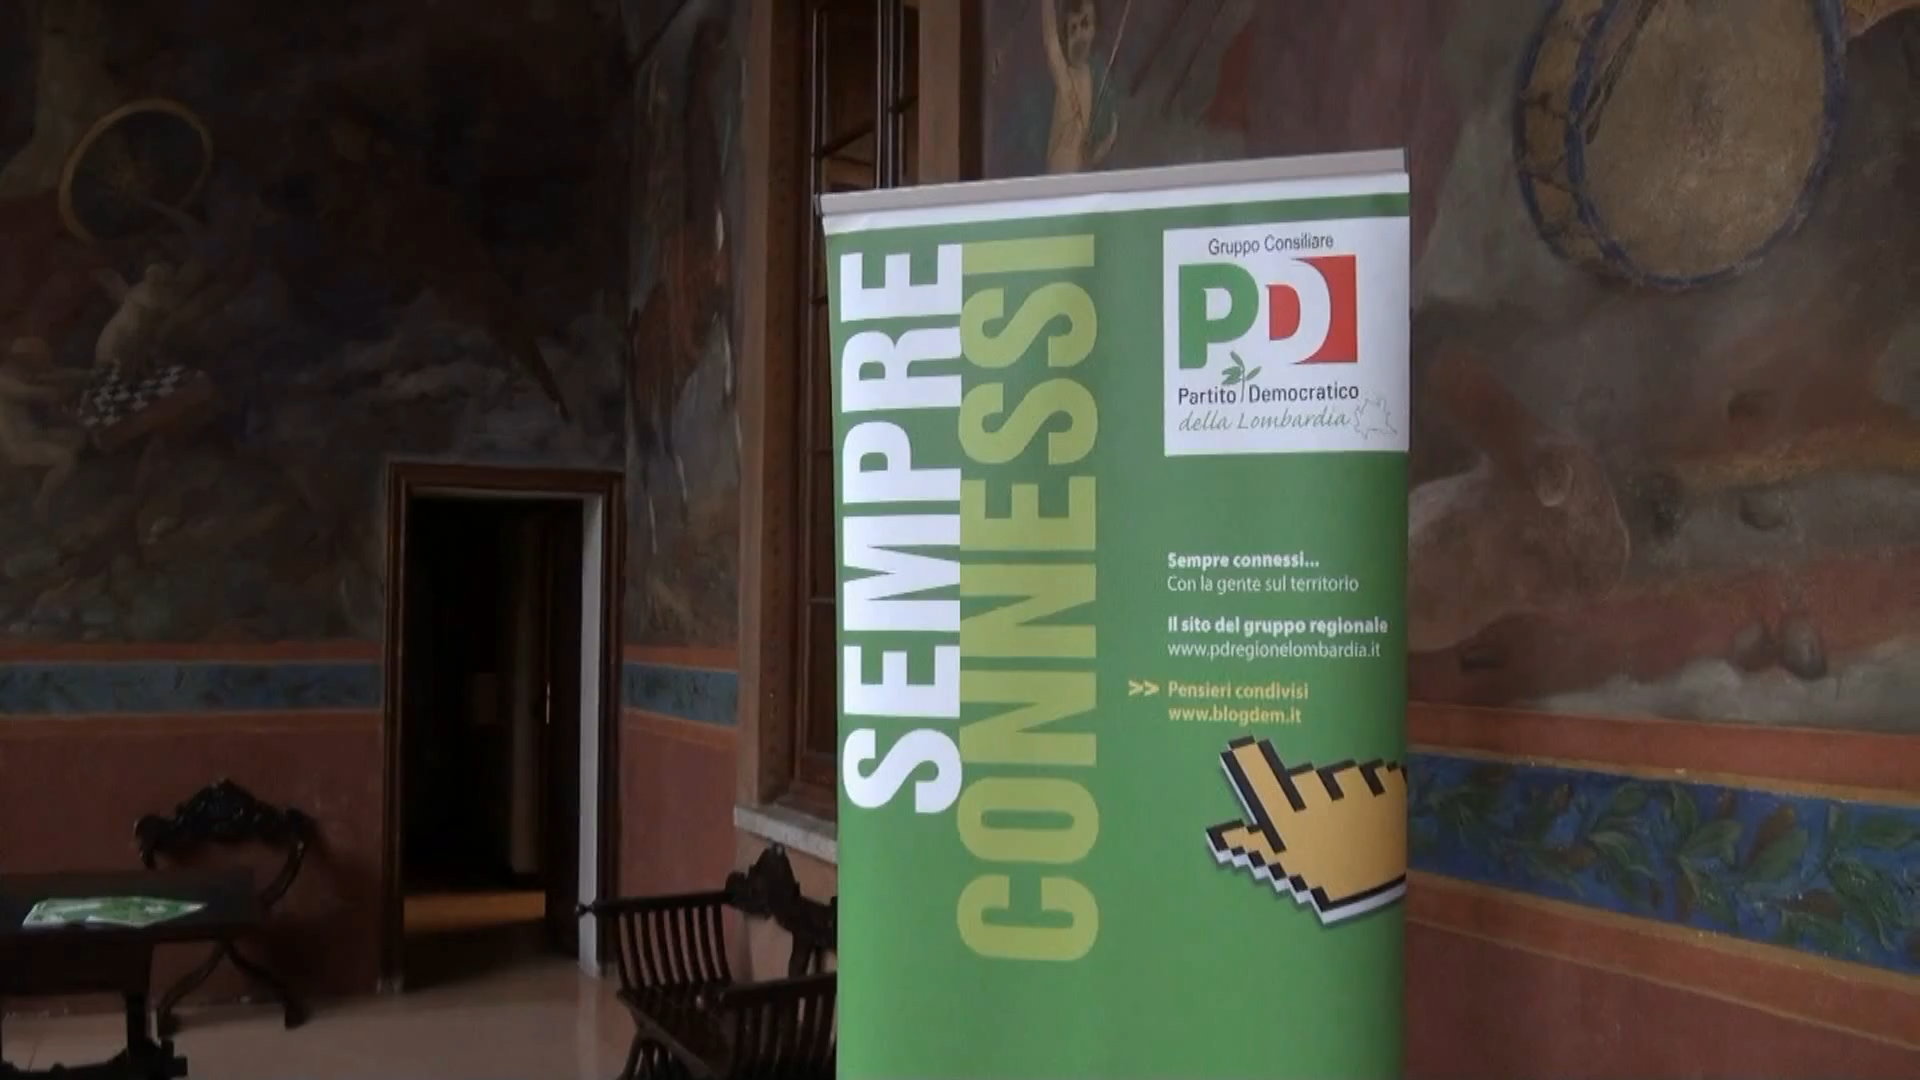 SEMPRE
CONNESSI
Gruppo Consiliare
PD
Partito Democratico
della Lombardia
Sempre connessi...
Con la gente sul territorio
Il sito del gruppo regionale
www.pdregionelombardia.it
>> Pensieri condivisi
www.blogdem.it